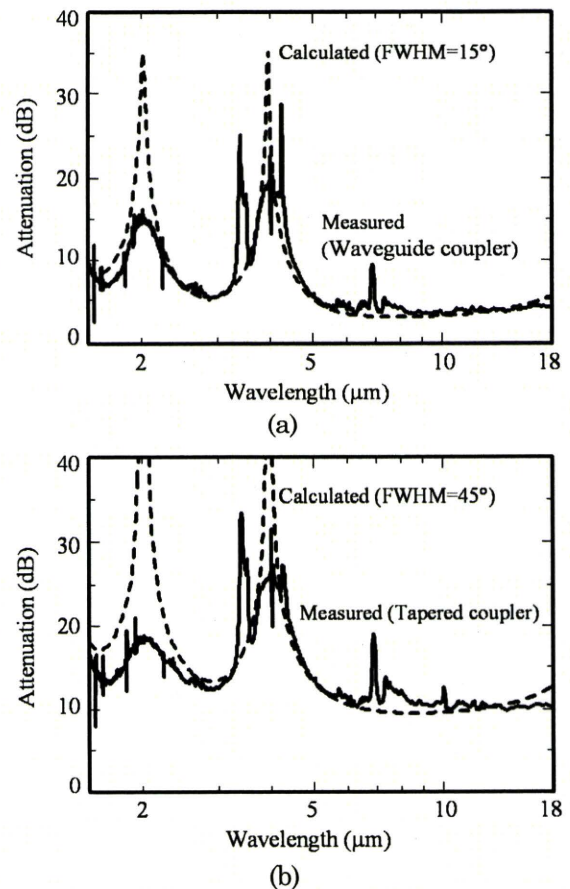 40
30
20
10
0
Attenuation (dB)
Calculated (FWHM=15°)
Measured
(Waveguide coupler)
2
5
10
18
Wavelength (μm)
(a)
40
30
20
10
0
Attenuation (dB)
Calculated (FWHM=45°)
Measured (Tapered coupler)
2
5
10
18
Wavelength (μm)
(b)